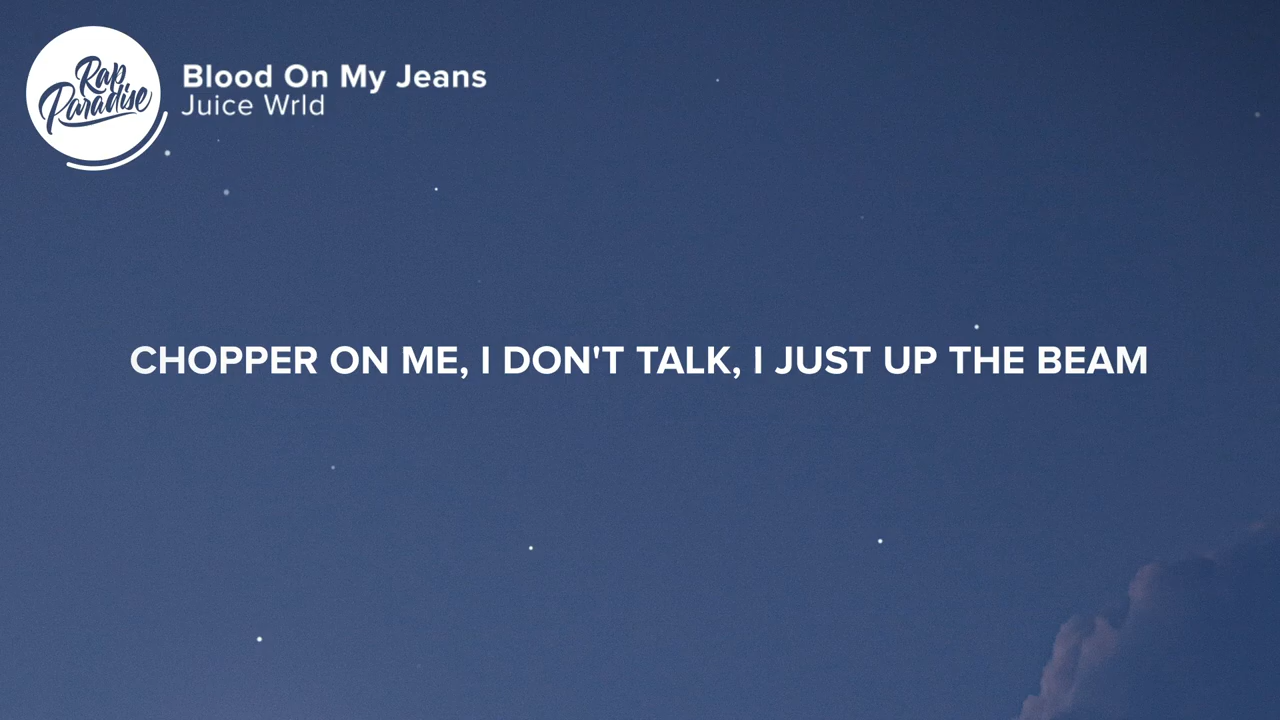 Rap
Paradise
Blood On My Jeans
Juice Wrld
CHOPPER ON ME, I DON'T TALK, I JUST UP THE BEAM